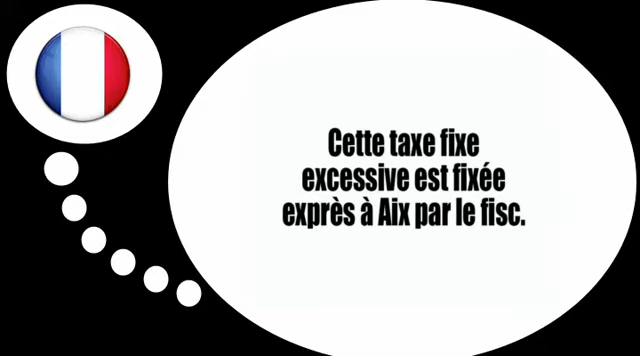 Cette taxe fixe
excessive est fixée
exprès à Aix par le fisc.